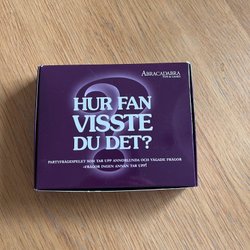 ABRACADABRA
HUR FAN
VISSTE
DU DET?
PARTYFRÅGESPELET SOM TAR UPP ANNORLUNDA OCH VÅGADE FRÅGOR
-FRÅGOR INGEN ANNAN TAR UPP!